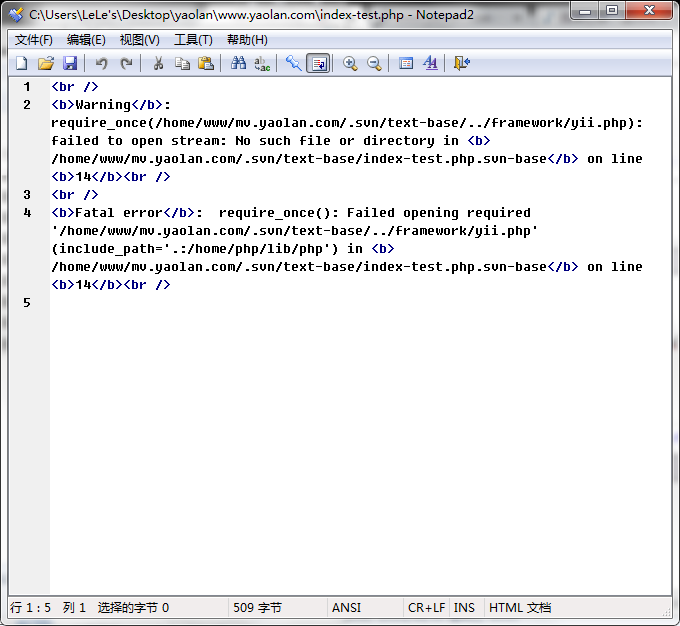 C:\Users\LeLe's\Desktop\yaolan\www.yaolan.com\index-test.php - Notepad2
文件(F) 编辑(E) 视图(V) 工具(T) 帮助(H)
1 <br />
2 <b>Warning</b>:
require_once(/home/www/mv.yaolan.com/.svn/text-base/../framework/yii.php):
failed to open stream: No such file or directory in <b>
/home/www/mv.yaolan.com/.svn/text-base/index-test.php.svn-base</b> on line
<b>14</b><br />
3 <br />
4 <b>Fatal error</b>:  require_once(): Failed opening required
'/home/www/mv.yaolan.com/.svn/text-base/../framework/yii.php'
(include_path='.:/home/php/lib/php') in <b>
/home/www/mv.yaolan.com/.svn/text-base/index-test.php.svn-base</b> on line
<b>14</b><br />
5
行 1 : 5 列 1 选择的字节 0 509 字节 ANSI CR+LF INS HTML 文档